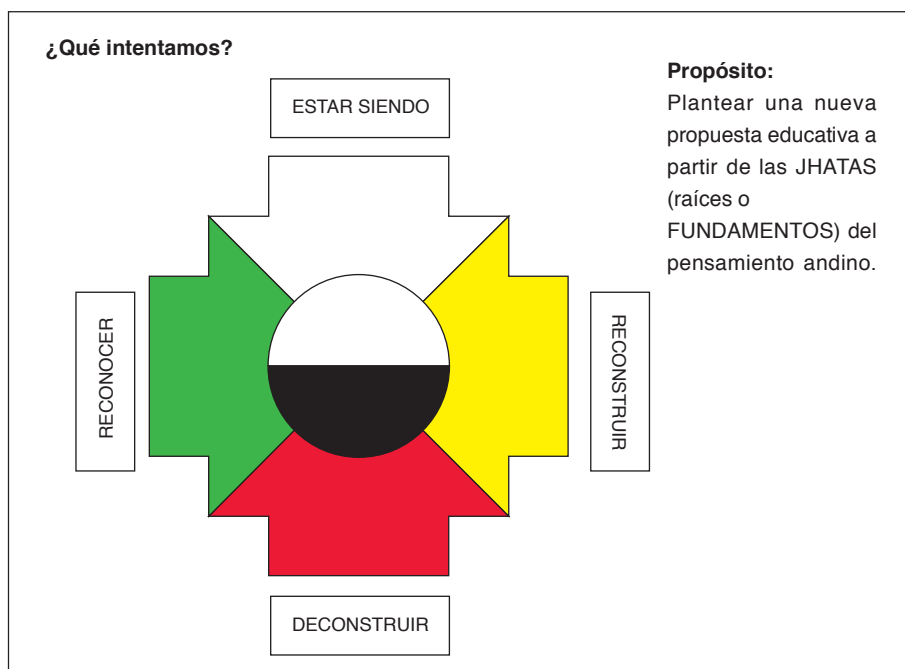 ¿Qué intentamos?
ESTAR SIENDO
Propósito:
Plantear una nueva
propuesta educativa a
partir de las JHATAS
(raíces o
FUNDAMENTOS) del
pensamiento andino.
RECONOCER
RECONSTRUIR
DECONSTRUIR